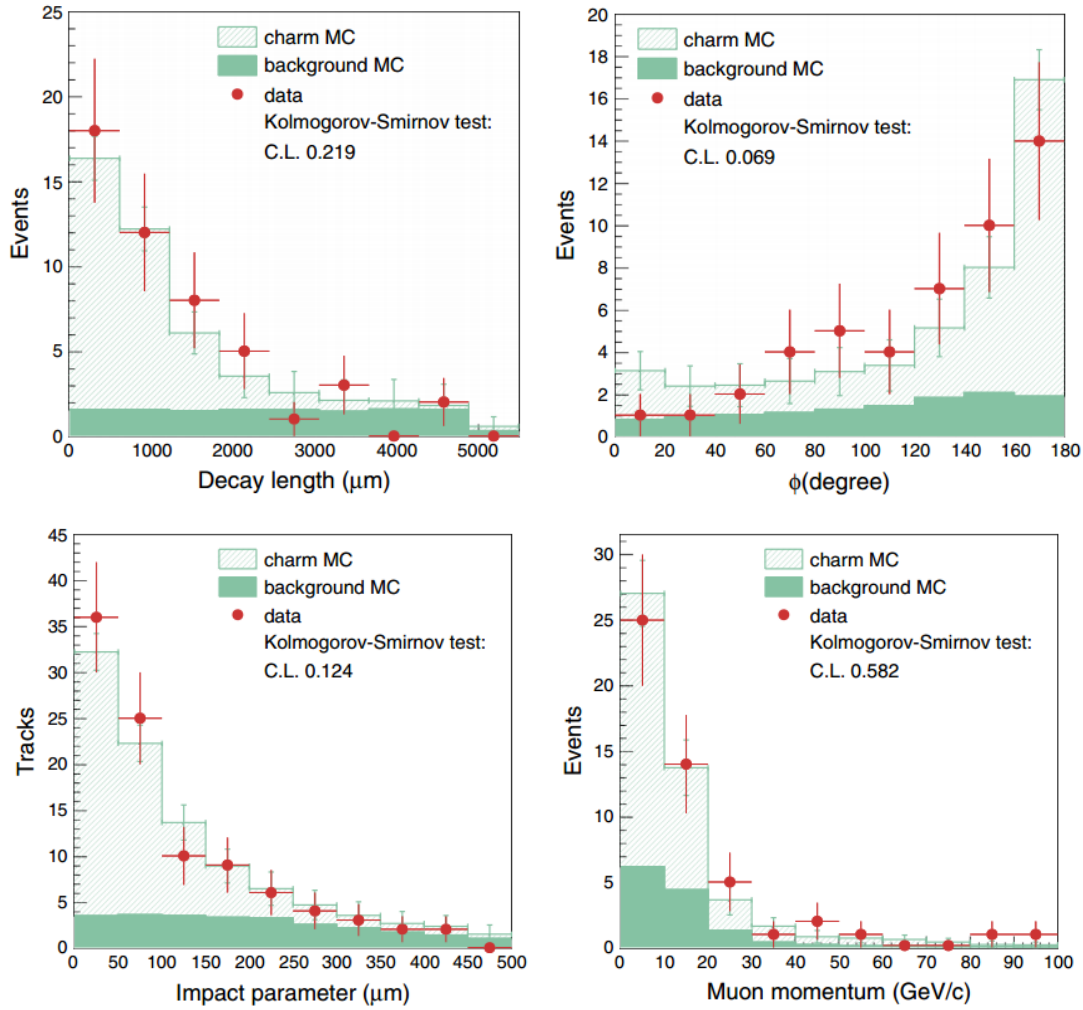 25
20
15
10
5
0
Events
charm MC
background MC
data
Kolmogorov-Smirnov test:
C.L. 0.219
0 1000 2000 3000 4000 5000
Decay length (μm)
20
18
16
14
12
10
8
6
4
2
0
Events
charm MC
background MC
data
Kolmogorov-Smirnov test:
C.L. 0.069
0 20 40 60 80 100 120 140 160 180
ϕ(degree)
45
40
35
30
25
20
15
10
5
0
Tracks
charm MC
background MC
data
Kolmogorov-Smirnov test:
C.L. 0.124
0 50 100 150 200 250 300 350 400 450 500
Impact parameter (μm)
30
25
20
15
10
5
0
Events
charm MC
background MC
data
Kolmogorov-Smirnov test:
C.L. 0.582
0 10 20 30 40 50 60 70 80 90 100
Muon momentum (GeV/c)